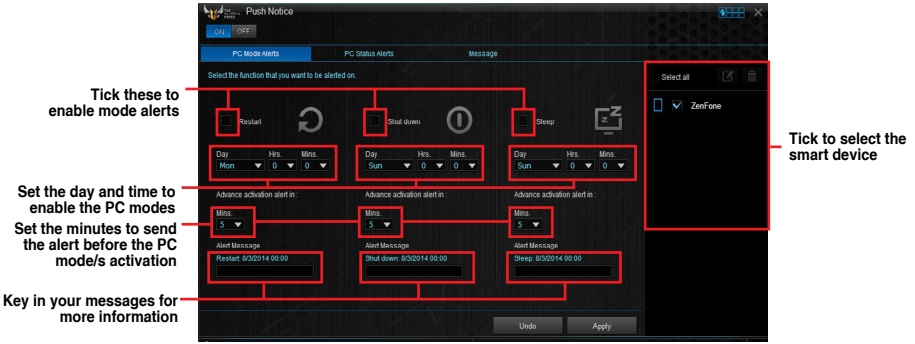 THE ULTIMATE FORCE
Push Notice
ON OFF
PC Mode Alerts PC Status Alerts Message
Select the function that you want to be alerted on.
Select all
ZenFone
Tick these to
enable mode alerts
Restart Shut down Sleep
Tick to select the
smart device
Day Hrs. Mins. Day Hrs. Mins. Day Hrs. Mins.
Mon 0 0 Sun 0 0 Sun 0 0
Set the day and time to
enable the PC modes
Advance activation alert in : Advance activation alert in : Advance activation alert in :
Set the minutes to send
the alert before the PC
mode/s activation
Mins. Mins. Mins.
5 5 5
Alert Message Alert Message Alert Message
Restart: 8/3/2014 00:00 Shut down: 8/3/2014 00:00 Sleep: 8/3/2014 00:00
Key in your messages for
more information
Undo Apply